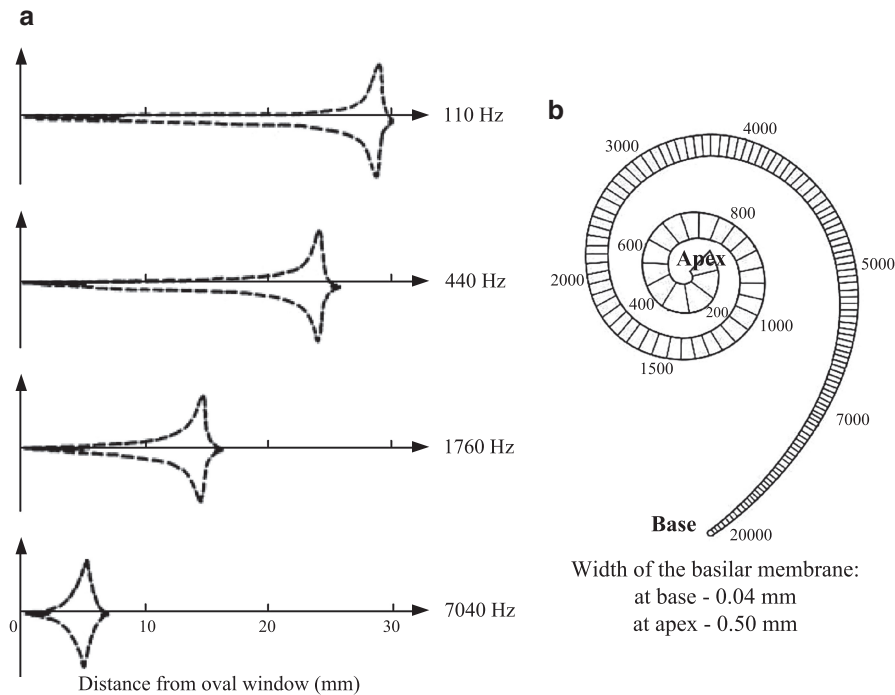 a
110 Hz
440 Hz
1760 Hz
7040 Hz
0 10 20 30
Distance from oval window (mm)
b
4000
3000
800
600
Apex
5000
2000
400
200
1000
1500
7000
Base
20000
Width of the basilar membrane:
at base - 0.04 mm
at apex - 0.50 mm